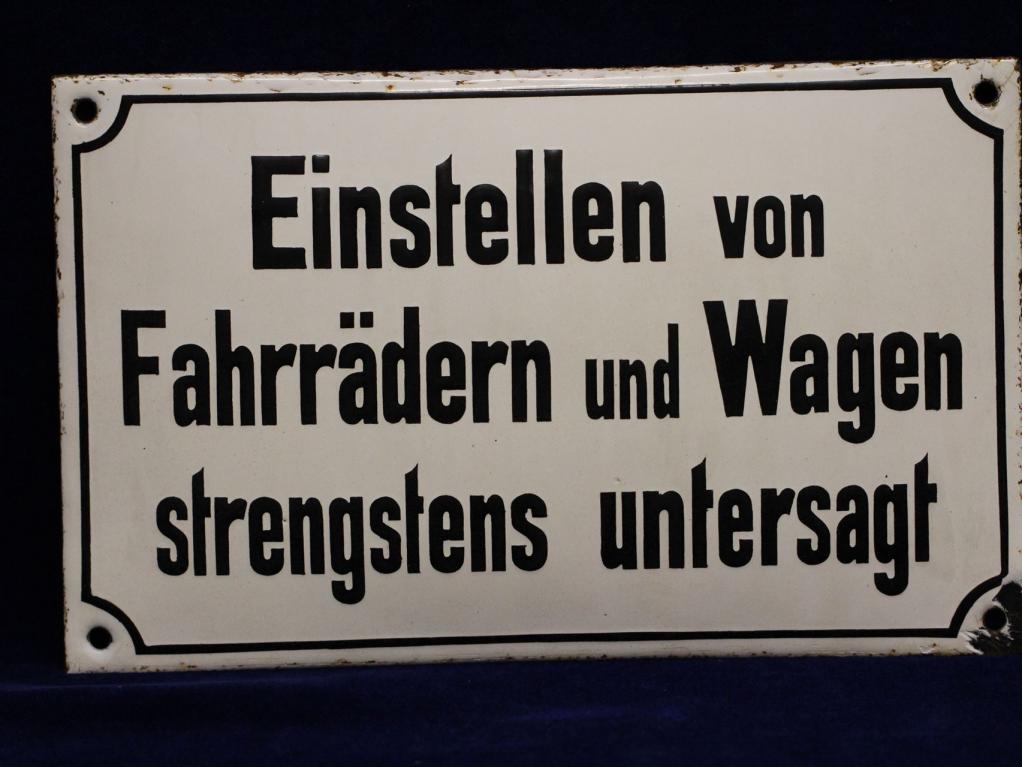 Einstellen von
Fahrrädern und Wagen
strengstens untersagt